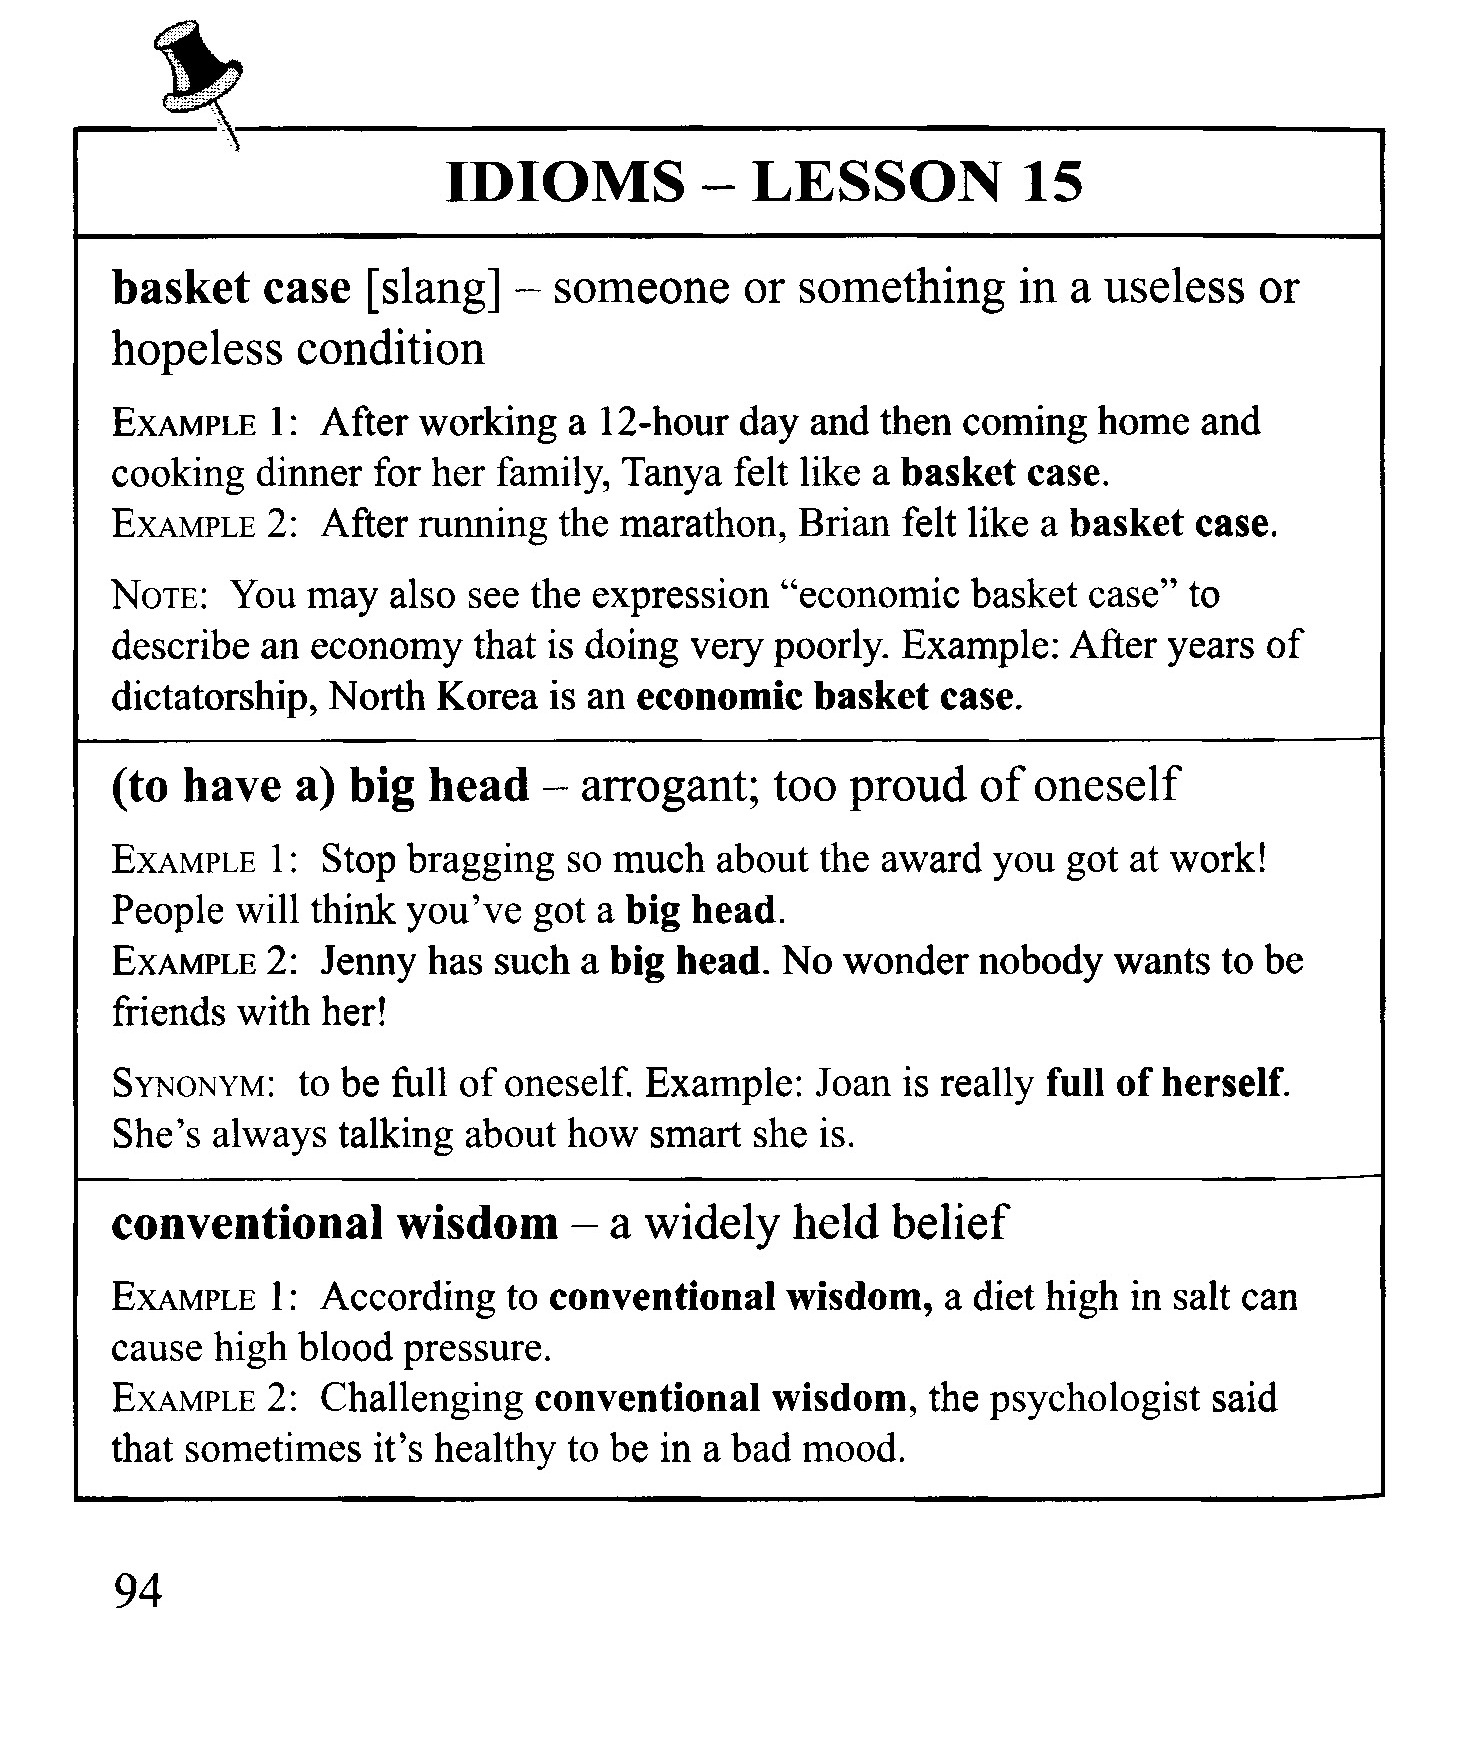 IDIOMS – LESSON 15
basket case [slang] – someone or something in a useless or
hopeless condition
EXAMPLE 1: After working a 12-hour day and then coming home and
cooking dinner for her family, Tanya felt like a basket case.
EXAMPLE 2: After running the marathon, Brian felt like a basket case.
NOTE: You may also see the expression “economic basket case” to
describe an economy that is doing very poorly. Example: After years of
dictatorship, North Korea is an economic basket case.
(to have a) big head – arrogant; too proud of oneself
EXAMPLE 1: Stop bragging so much about the award you got at work!
People will think you’ve got a big head.
EXAMPLE 2: Jenny has such a big head. No wonder nobody wants to be
friends with her!
SYNONYM: to be full of oneself. Example: Joan is really full of herself.
She’s always talking about how smart she is.
conventional wisdom – a widely held belief
EXAMPLE 1: According to conventional wisdom, a diet high in salt can
cause high blood pressure.
EXAMPLE 2: Challenging conventional wisdom, the psychologist said
that sometimes it’s healthy to be in a bad mood.
94